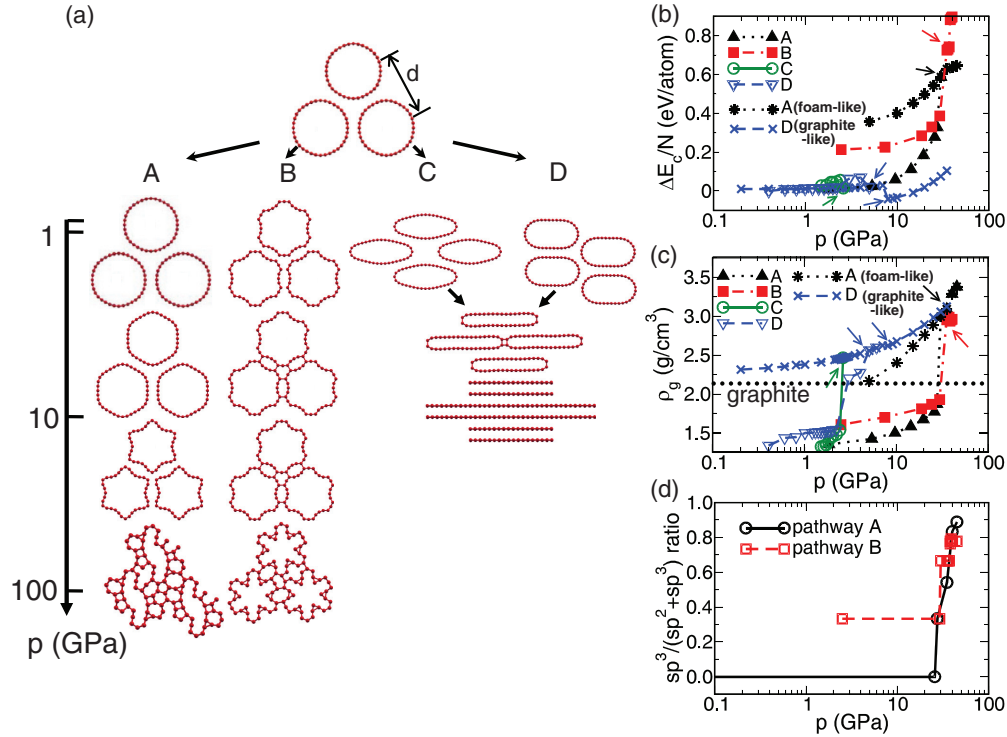 (a)
d
A
B
C
D
1
10
100
p (GPa)
(b)
ΔE_c/N (eV/atom)
0.8
0.6
0.4
0.2
0
A
B
C
D
A (foam-like)
D (graphite
-like)
0.1
1
10
100
p (GPa)
(c)
ρ_g (g/cm³)
3.5
3.0
2.5
2.0
1.5
A
B
C
D
A (foam-like)
D (graphite
-like)
graphite
0.1
1
10
100
p (GPa)
(d)
sp³/(sp²+sp³) ratio
1.0
0.8
0.6
0.4
0.2
0.0
pathway A
pathway B
0.1
1
10
100
p (GPa)